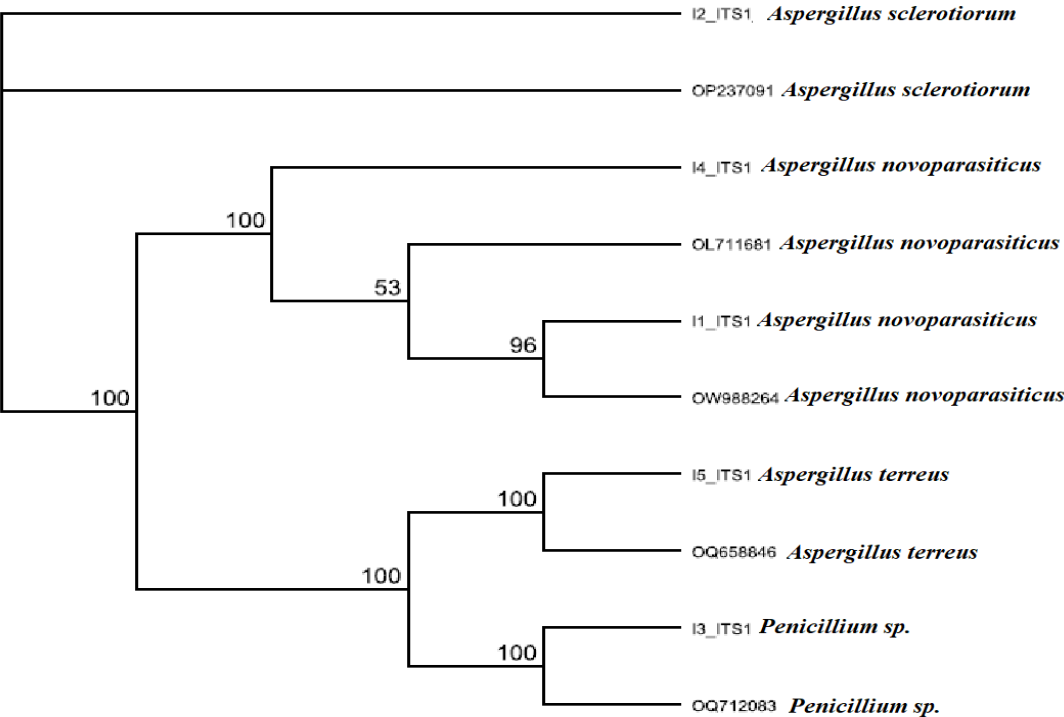 I2_ITS1 Aspergillus sclerotiorum
OP237091 Aspergillus sclerotiorum
I4_ITS1 Aspergillus novoparasiticus
100
OL711681 Aspergillus novoparasiticus
53
I1_ITS1 Aspergillus novoparasiticus
96
OW988264 Aspergillus novoparasiticus
100
I5_ITS1 Aspergillus terreus
100
OQ658846 Aspergillus terreus
100
I3_ITS1 Penicillium sp.
100
OQ712083 Penicillium sp.